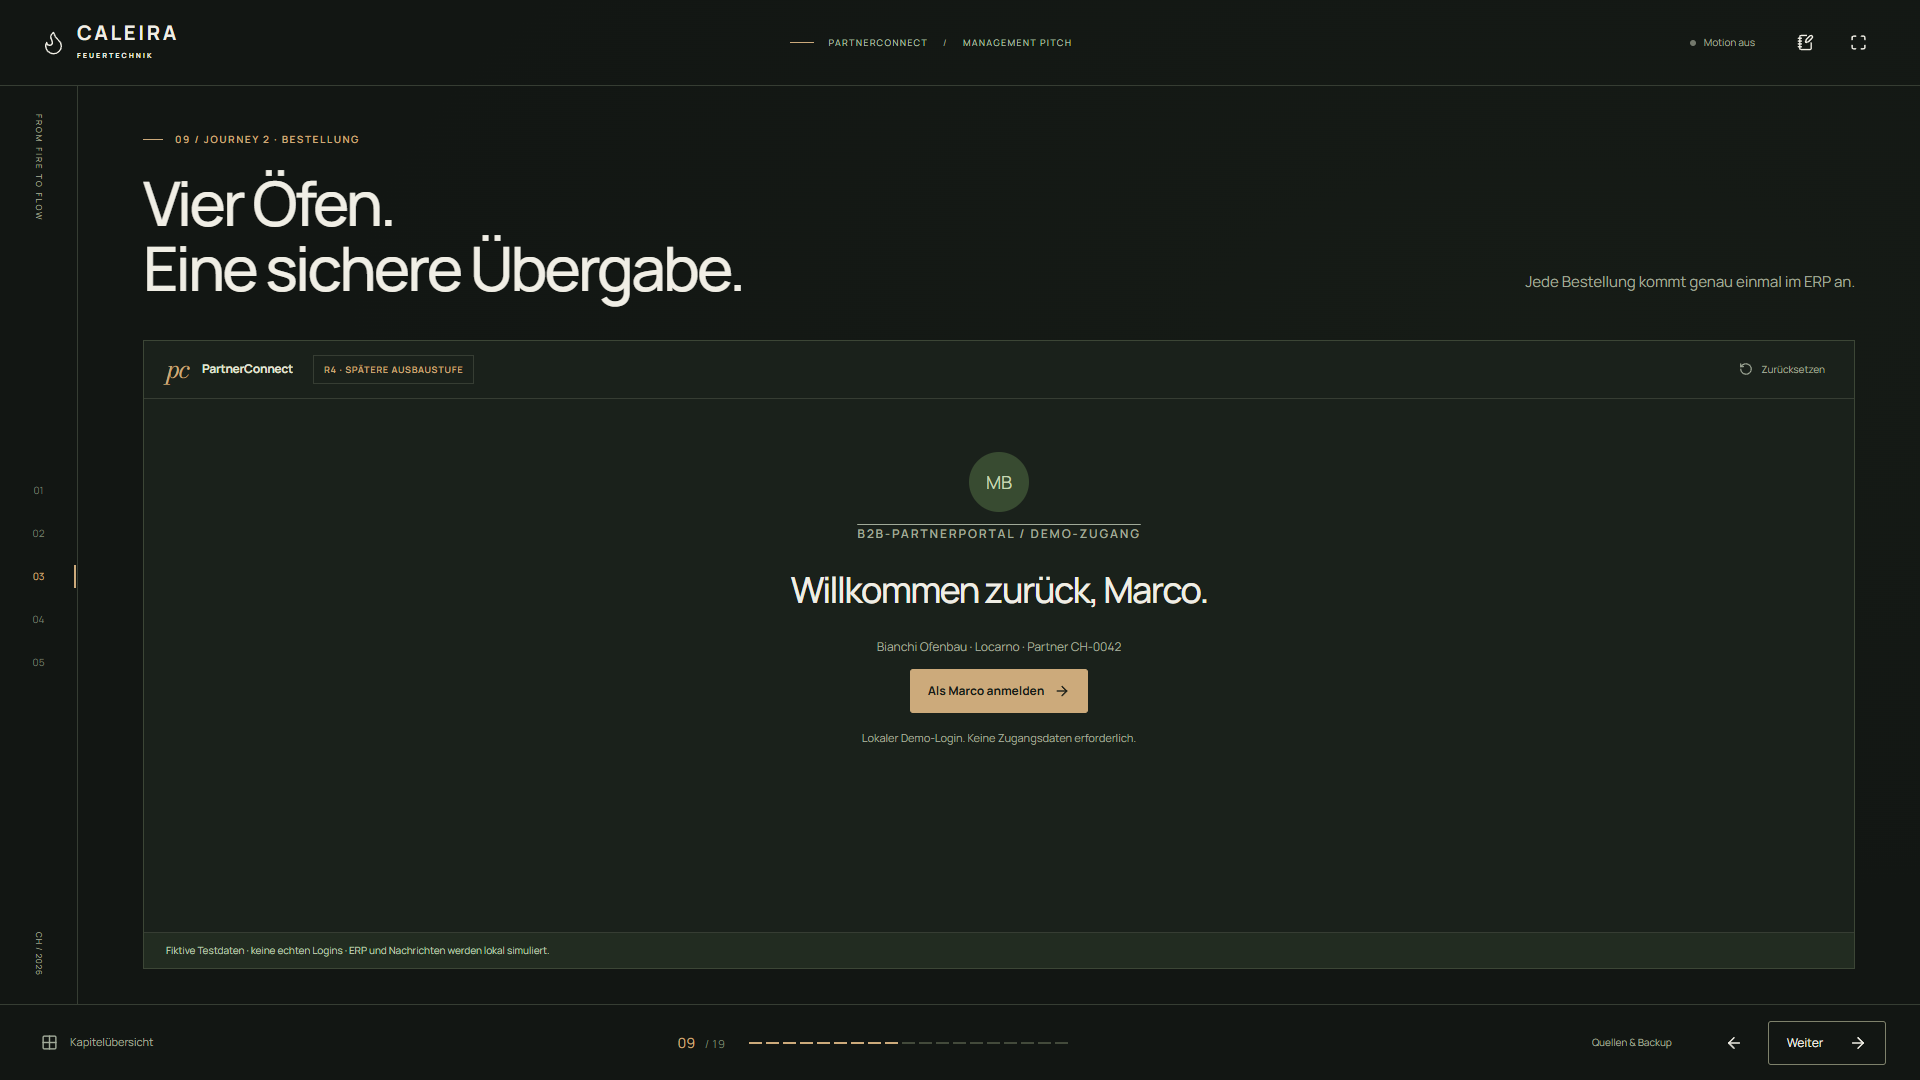 CALEIRA
FEUERTECHNIK
PARTNERCONNECT / MANAGEMENT PITCH
Motion aus
FROM FIRE TO FLOW
09 / JOURNEY 2 · BESTELLUNG
Vier Öfen.
Eine sichere Übergabe.
Jede Bestellung kommt genau einmal im ERP an.
pc PartnerConnect
R4 · SPÄTERE AUSBAUSTUFE
Zurücksetzen
MB
B2B-PARTNERPORTAL / DEMO-ZUGANG
Willkommen zurück, Marco.
Bianchi Ofenbau · Locarno · Partner CH-0042
Als Marco anmelden
Lokaler Demo-Login. Keine Zugangsdaten erforderlich.
01
02
03
04
05
Fiktive Testdaten · keine echten Logins · ERP und Nachrichten werden lokal simuliert.
CH / 2026
Kapitelübersicht
09 / 19
Quellen & Backup
Weiter